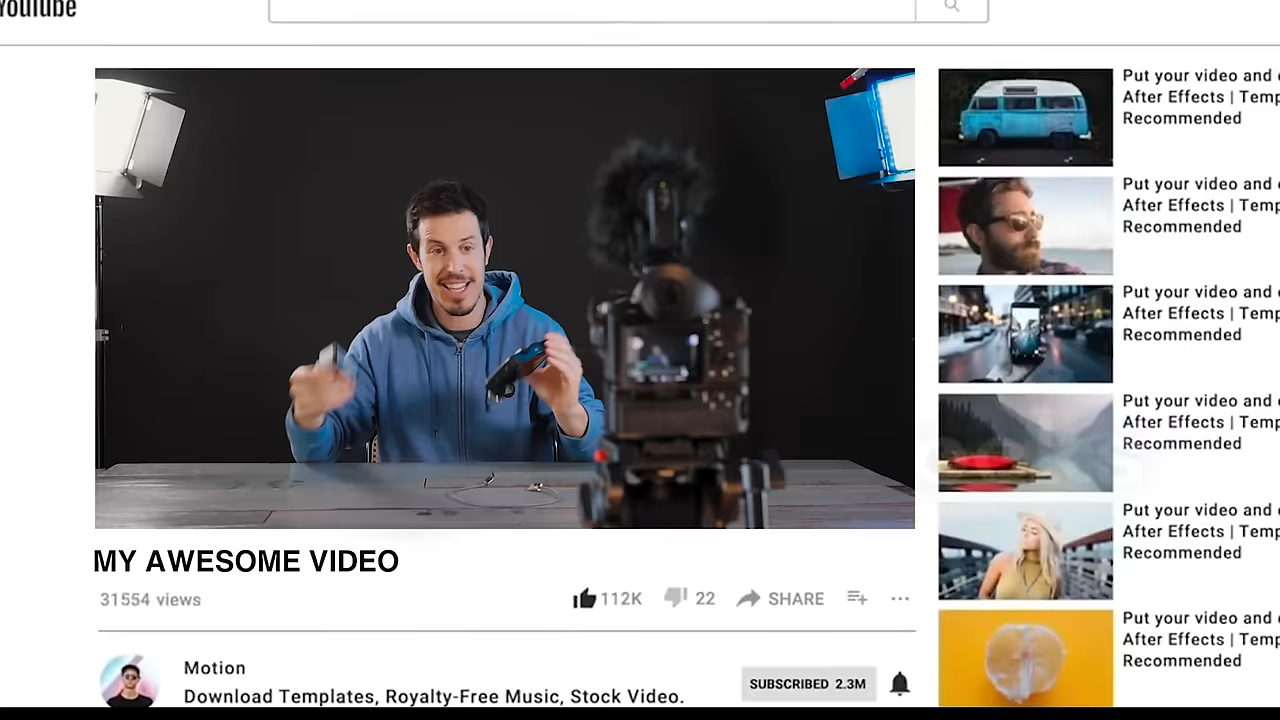 YouTube
MY AWESOME VIDEO
31554 views
112K
22
SHARE
Motion
Download Templates, Royalty-Free Music, Stock Video.
SUBSCRIBED 2.3M
Put your video and
After Effects | Temp
Recommended
Put your video and
After Effects | Temp
Recommended
Put your video and
After Effects | Temp
Recommended
Put your video and
After Effects | Temp
Recommended
Put your video and
After Effects | Temp
Recommended
Put your video and
After Effects | Temp
Recommended